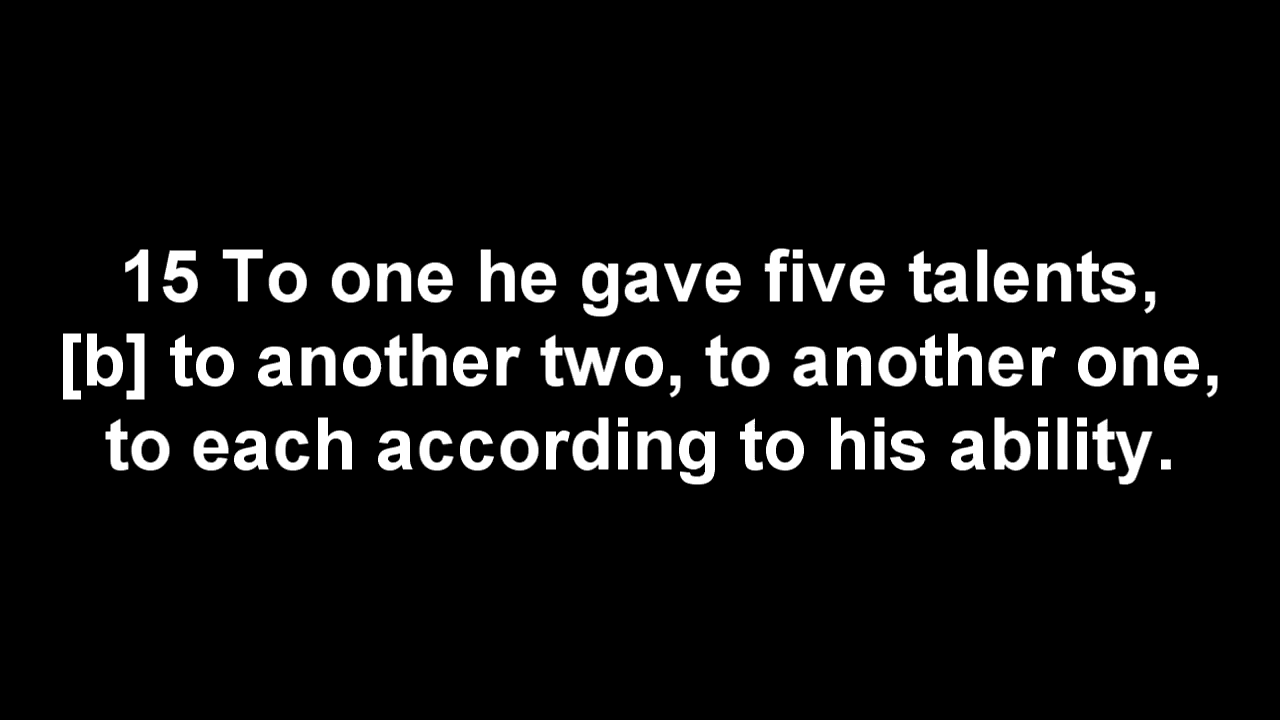 15 To one he gave five talents,
[b] to another two, to another one,
to each according to his ability.